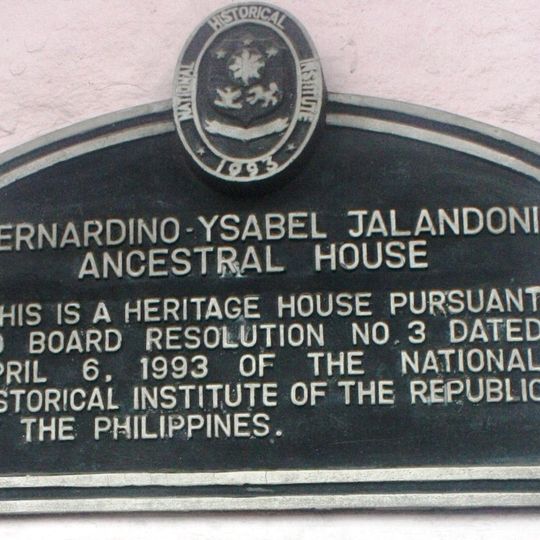 NATIONAL HISTORICAL INSTITUTE
1993
ERNARDINO-YSABEL JALANDONI
ANCESTRAL HOUSE
HIS IS A HERITAGE HOUSE PURSUANT
O BOARD RESOLUTION NO. 3 DATED
PRIL 6, 1993 OF THE NATIONAL
STORICAL INSTITUTE OF THE REPUBLIC
THE PHILIPPINES.